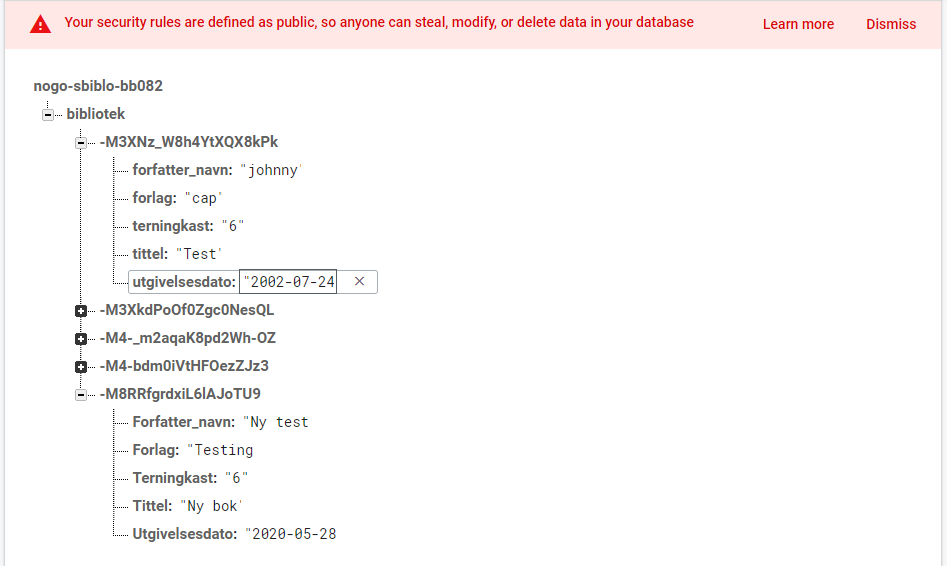 Your security rules are defined as public, so anyone can steal, modify, or delete data in your database Learn more Dismiss
nogo-sbiblo-bb082
bibliotek
-M3XNz_W8h4YtXQX8kPk
forfatter_navn: "johnny'
forlag: "cap'
terningkast: "6"
tittel: "Test'
utgivelsesdato: "2002-07-24 ×
-M3XkdPoOf0Zgc0NesQL
-M4-_m2aqaK8pd2Wh-OZ
-M4-bdm0iVtHFOezZJz3
-M8RRfgrdxiL6lAJoTU9
Forfatter_navn: "Ny test
Forlag: "Testing
Terningkast: "6"
Tittel: "Ny bok'
Utgivelsesdato: "2020-05-28